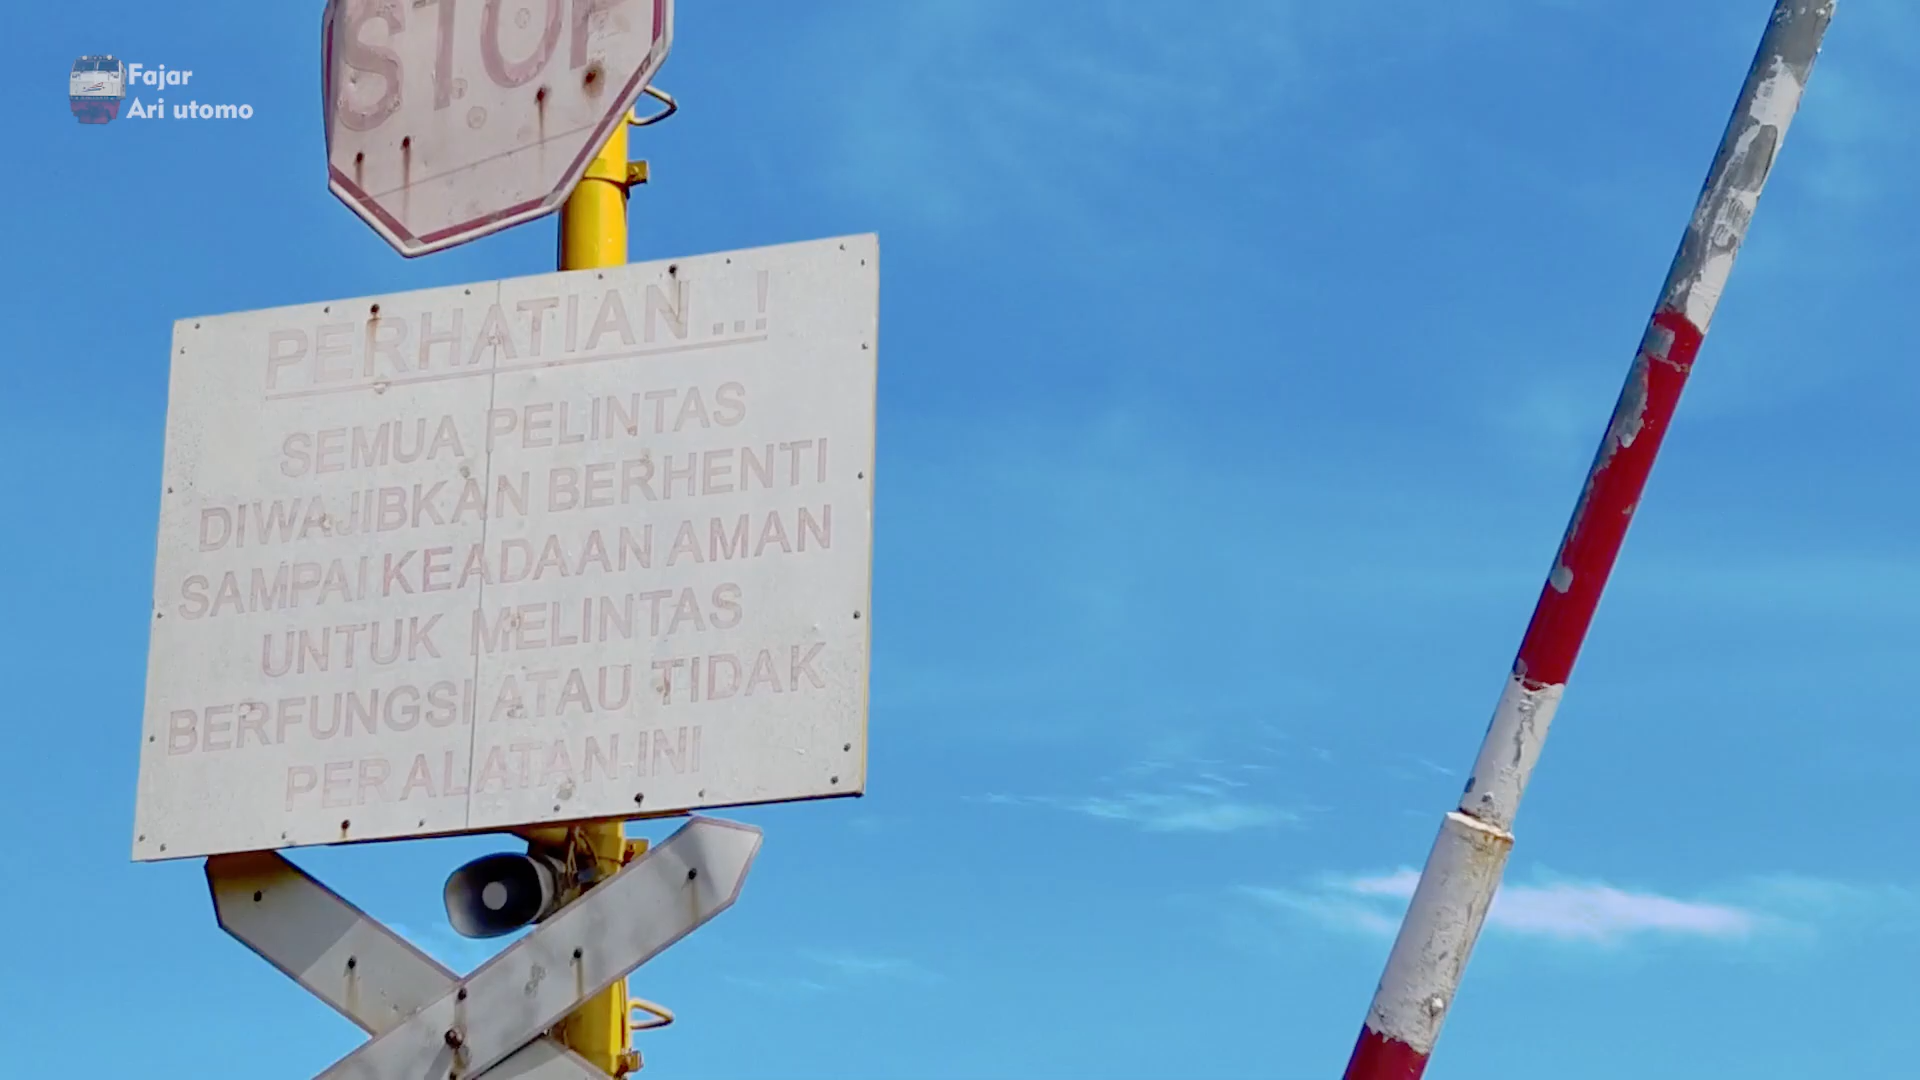 Fajar
Ari utomo
STOP
PERHATIAN ..!
SEMUA PELINTAS
DIWAJIBKAN BERHENTI
SAMPAI KEADAAN AMAN
UNTUK MELINTAS
BERFUNGSI ATAU TIDAK
PERALATAN INI